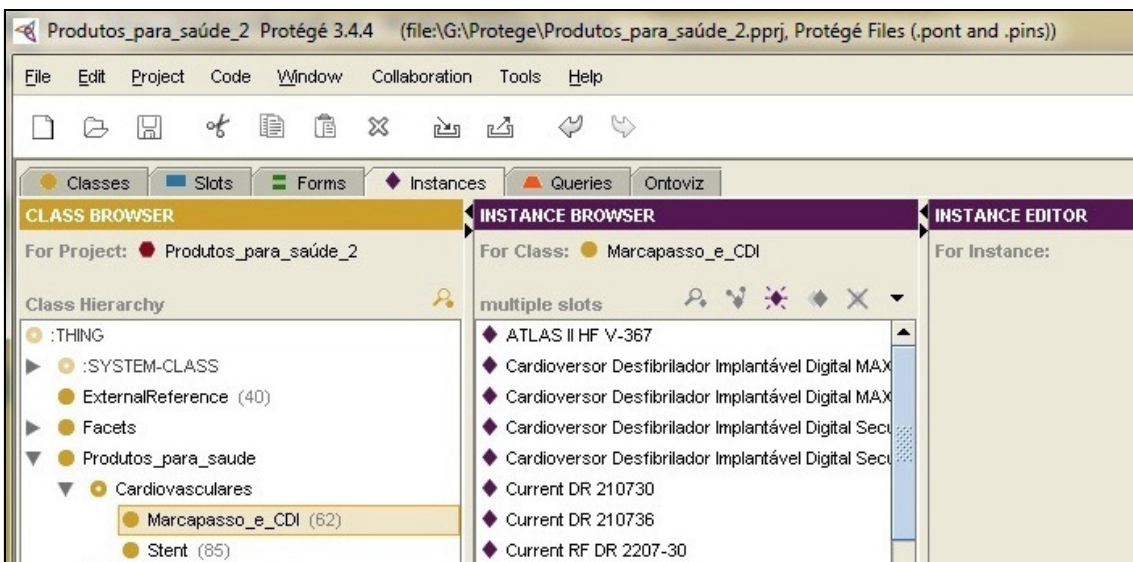 Produtos_para_saúde_2 Protégé 3.4.4 (file:\G:\Protege\Produtos_para_saúde_2.pprj, Protégé Files (.pont and .pins))
File Edit Project Code Window Collaboration Tools Help
Classes Slots Forms Instances Queries Ontoviz
CLASS BROWSER
For Project: Produtos_para_saúde_2
Class Hierarchy
:THING
:SYSTEM-CLASS
ExternalReference (40)
Facets
Produtos_para_saude
Cardiovasculares
Marcapasso_e_CDI (62)
Stent (85)
INSTANCE BROWSER
For Class: Marcapasso_e_CDI
multiple slots
ATLAS II HF V-367
Cardioversor Desfibrilador Implantável Digital MAX
Cardioversor Desfibrilador Implantável Digital MAX
Cardioversor Desfibrilador Implantável Digital Secu
Cardioversor Desfibrilador Implantável Digital Secu
Current DR 210730
Current DR 210736
Current RF DR 2207-30
INSTANCE EDITOR
For Instance: